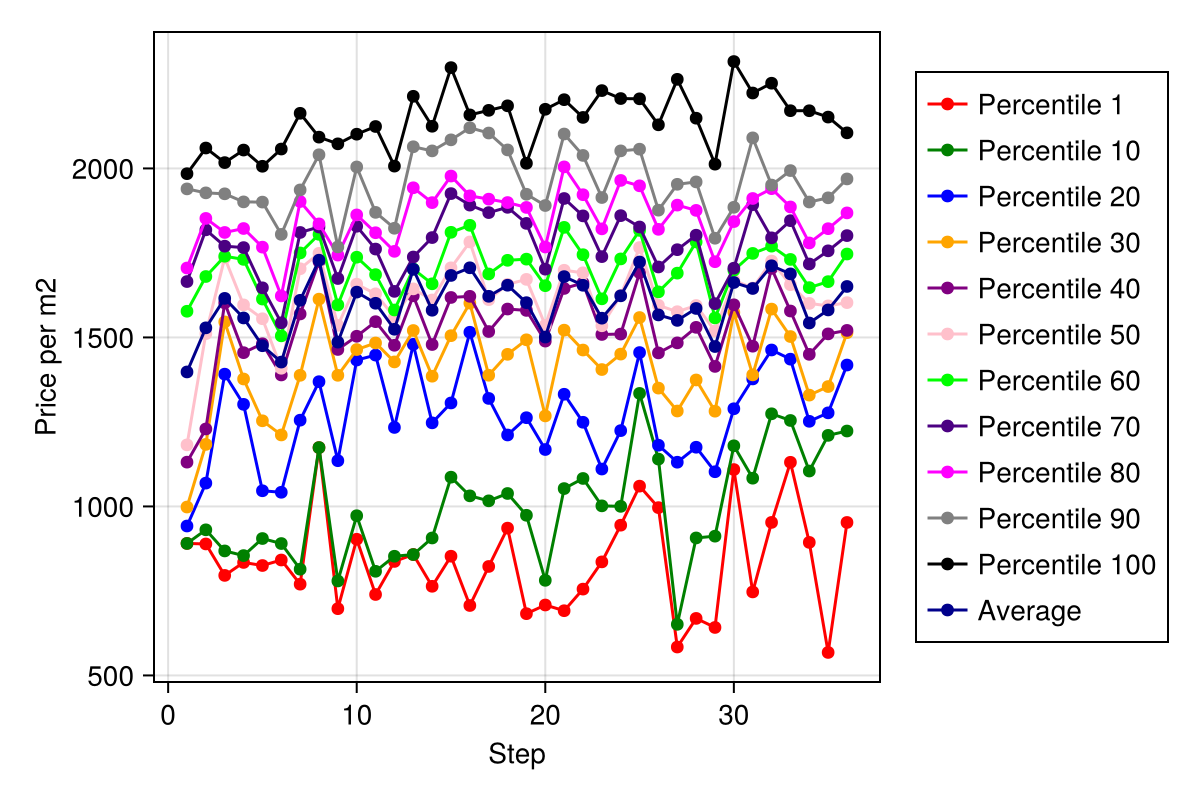 Price per m2
2000
1500
1000
500
0 10 20 30
Step
Percentile 1
Percentile 10
Percentile 20
Percentile 30
Percentile 40
Percentile 50
Percentile 60
Percentile 70
Percentile 80
Percentile 90
Percentile 100
Average